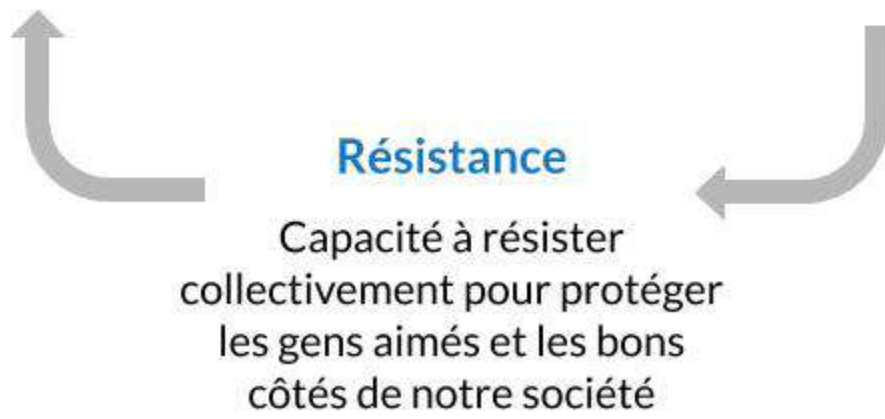 Résistance
Capacité à résister
collectivement pour protéger
les gens aimés et les bons
côtés de notre société